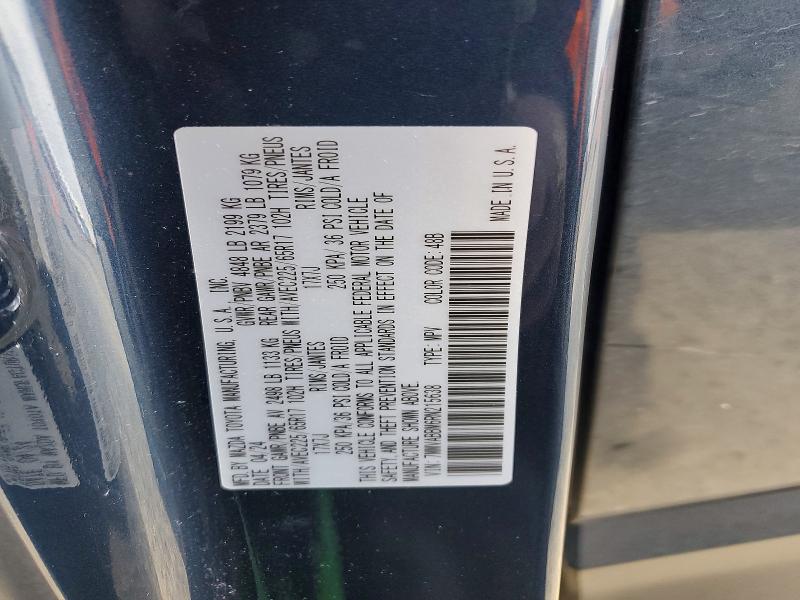 MFD. BY MAZDA TOYOTA MANUFACTURING, U.S.A., INC.
DATE: 04/24 GVWR/PNBV 4848 LB 2199 KG
FRONT GAWR/PNBE AV 2498 LB 1133 KG REAR GAWR/PNBE AR 2379 LB 1079 KG
WITH/AVEC225/65R17 102H TIRES/PNEUS WITH/AVEC225/65R17 102H TIRES/PNEUS
17X7J RIMS/JANTES 17X7J RIMS/JANTES
250 KPA/36 PSI COLD/A FROID 250 KPA/36 PSI COLD/A FROID
THIS VEHICLE CONFORMS TO ALL APPLICABLE FEDERAL MOTOR VEHICLE
SAFETY AND THEFT PREVENTION STANDARDS IN EFFECT ON THE DATE OF
MANUFACTURE SHOWN ABOVE.
VIN: TYPE: MPV COLOR CODE: 48B
MADE IN U.S.A.